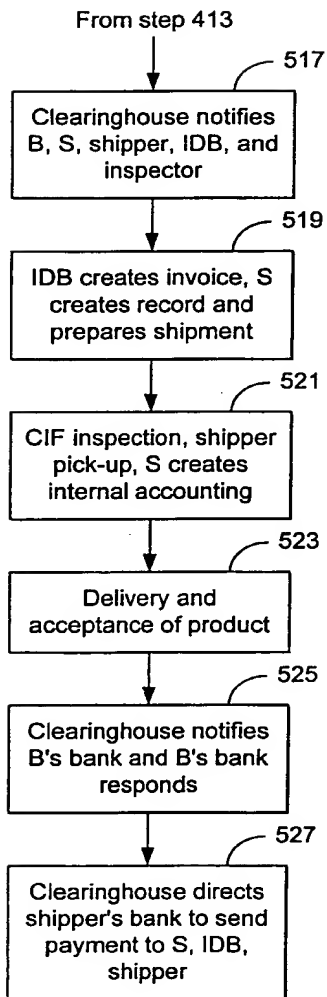 From step 413
517
Clearinghouse notifies
B, S, shipper, IDB, and
inspector
519
IDB creates invoice, S
creates record and
prepares shipment
521
CIF inspection, shipper
pick-up, S creates
internal accounting
523
Delivery and
acceptance of product
525
Clearinghouse notifies
B's bank and B's bank
responds
527
Clearinghouse directs
shipper's bank to send
payment to S, IDB,
shipper